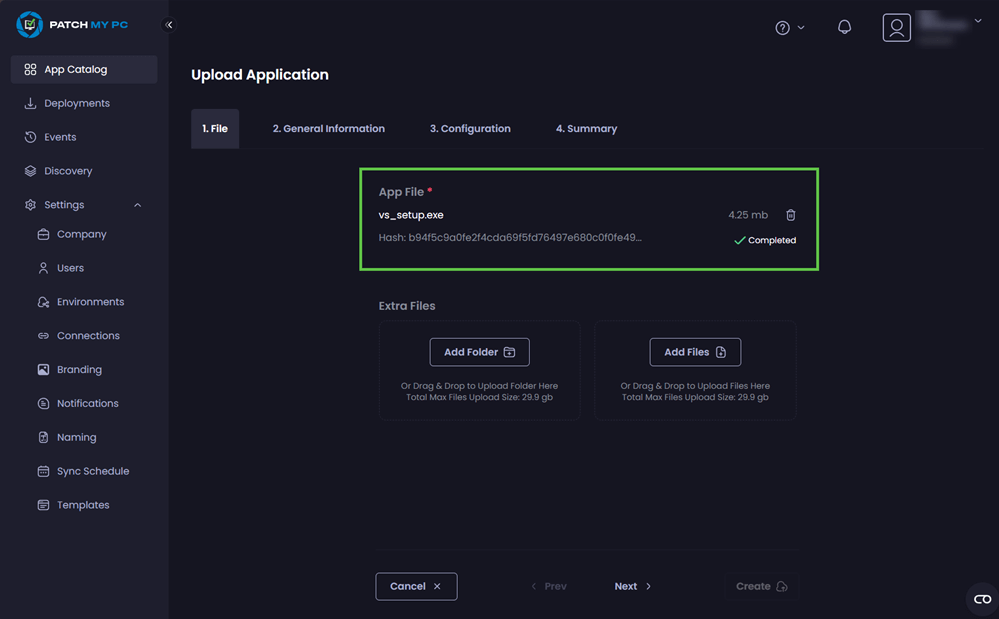 PATCH MY PC
App Catalog
Deployments
Events
Discovery
Settings
Company
Users
Environments
Connections
Branding
Notifications
Naming
Sync Schedule
Templates
Upload Application
1. File
2. General Information
3. Configuration
4. Summary
App File *
vs_setup.exe
4.25 mb
Hash: b94f5c9a0fe2f4cda69f5fd76497e680c0f0fe49...
Completed
Extra Files
Add Folder
Or Drag & Drop to Upload Folder Here
Total Max Files Upload Size: 29.9 gb
Add Files
Or Drag & Drop to Upload Files Here
Total Max Files Upload Size: 29.9 gb
Cancel
Prev
Next
Create